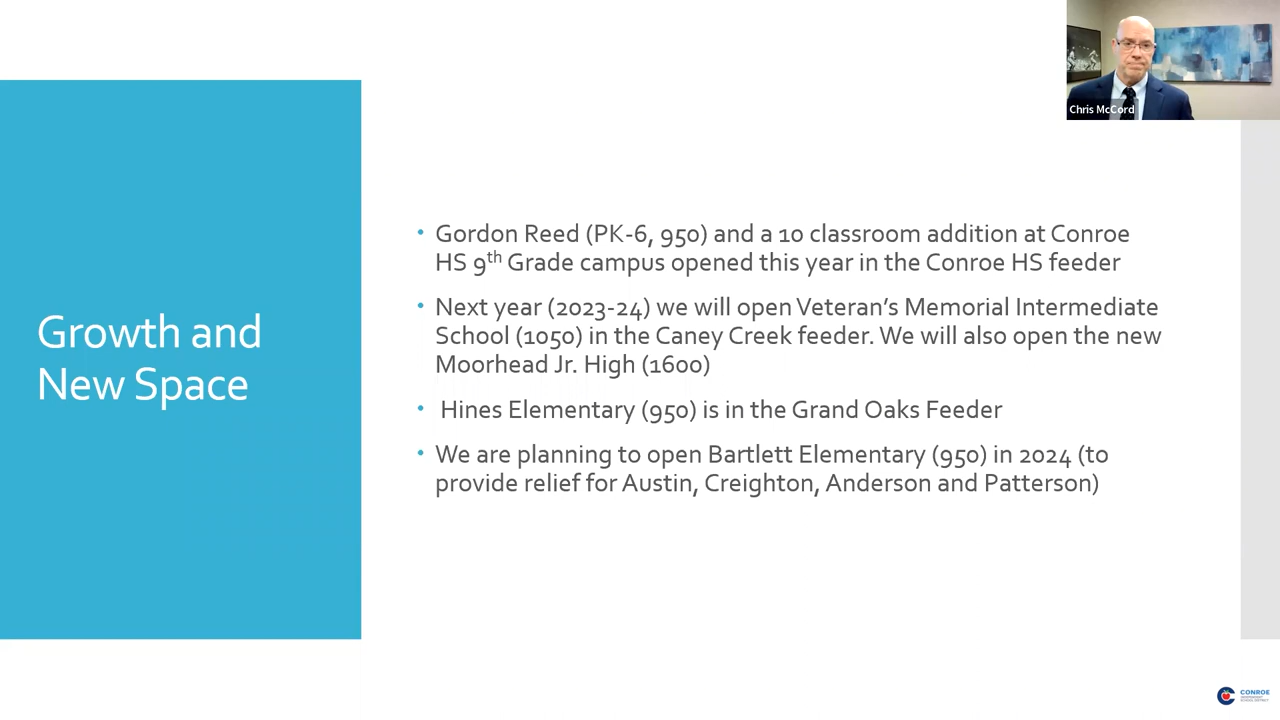 Chris McCord
Growth and
New Space
• Gordon Reed (PK-6, 950) and a 10 classroom addition at Conroe
HS 9th Grade campus opened this year in the Conroe HS feeder
• Next year (2023-24) we will open Veteran’s Memorial Intermediate
School (1050) in the Caney Creek feeder. We will also open the new
Moorhead Jr. High (1600)
• Hines Elementary (950) is in the Grand Oaks Feeder
• We are planning to open Bartlett Elementary (950) in 2024 (to
provide relief for Austin, Creighton, Anderson and Patterson)
CONROE
INDEPENDENT
SCHOOL DISTRICT